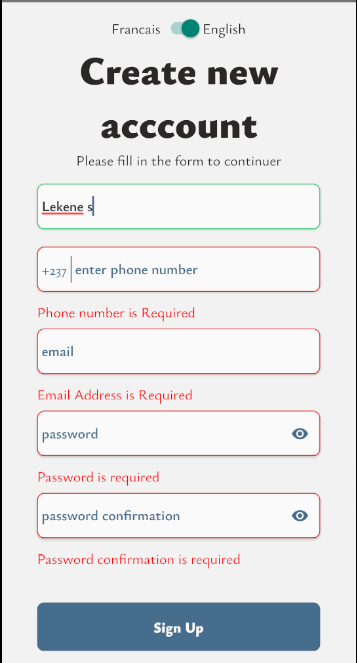 Francais English
Create new
acccount
Please fill in the form to continuer
Lekene s
+237 enter phone number
Phone number is Required
email
Email Address is Required
password
Password is required
password confirmation
Password confirmation is required
Sign Up